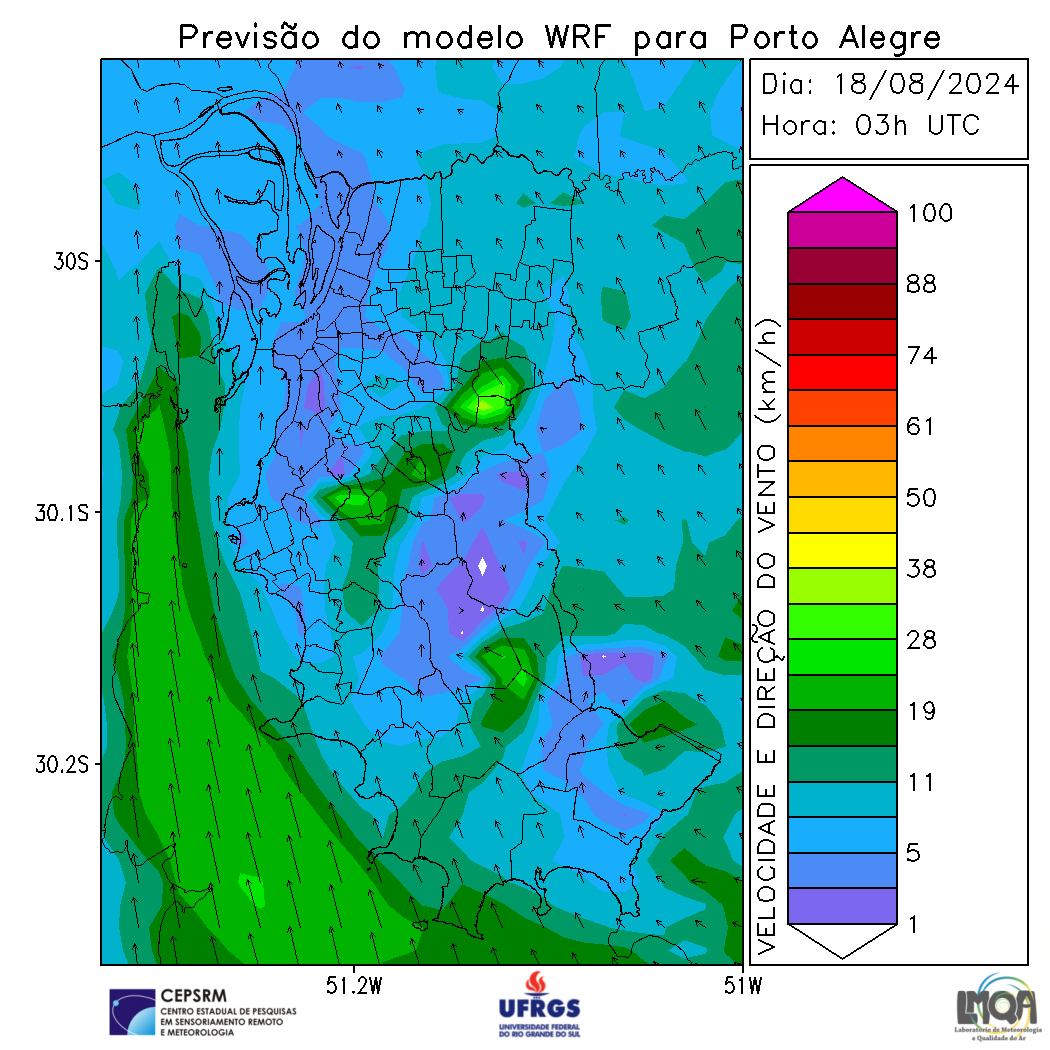 Previsão do modelo WRF para Porto Alegre
Dia: 18/08/2024
Hora: 03h UTC
30S
30.1S
30.2S
51.2W
51W
VELOCIDADE E DIREÇÃO DO VENTO (km/h)
100
88
74
61
50
38
28
19
11
5
1
CEPSRM
CENTRO ESTADUAL DE PESQUISAS
EM SENSORIAMENTO REMOTO
E METEOROLOGIA
UFRGS
UNIVERSIDADE FEDERAL
DO RIO GRANDE DO SUL
LMQA
Laboratório de Meteorologia
e Qualidade do Ar